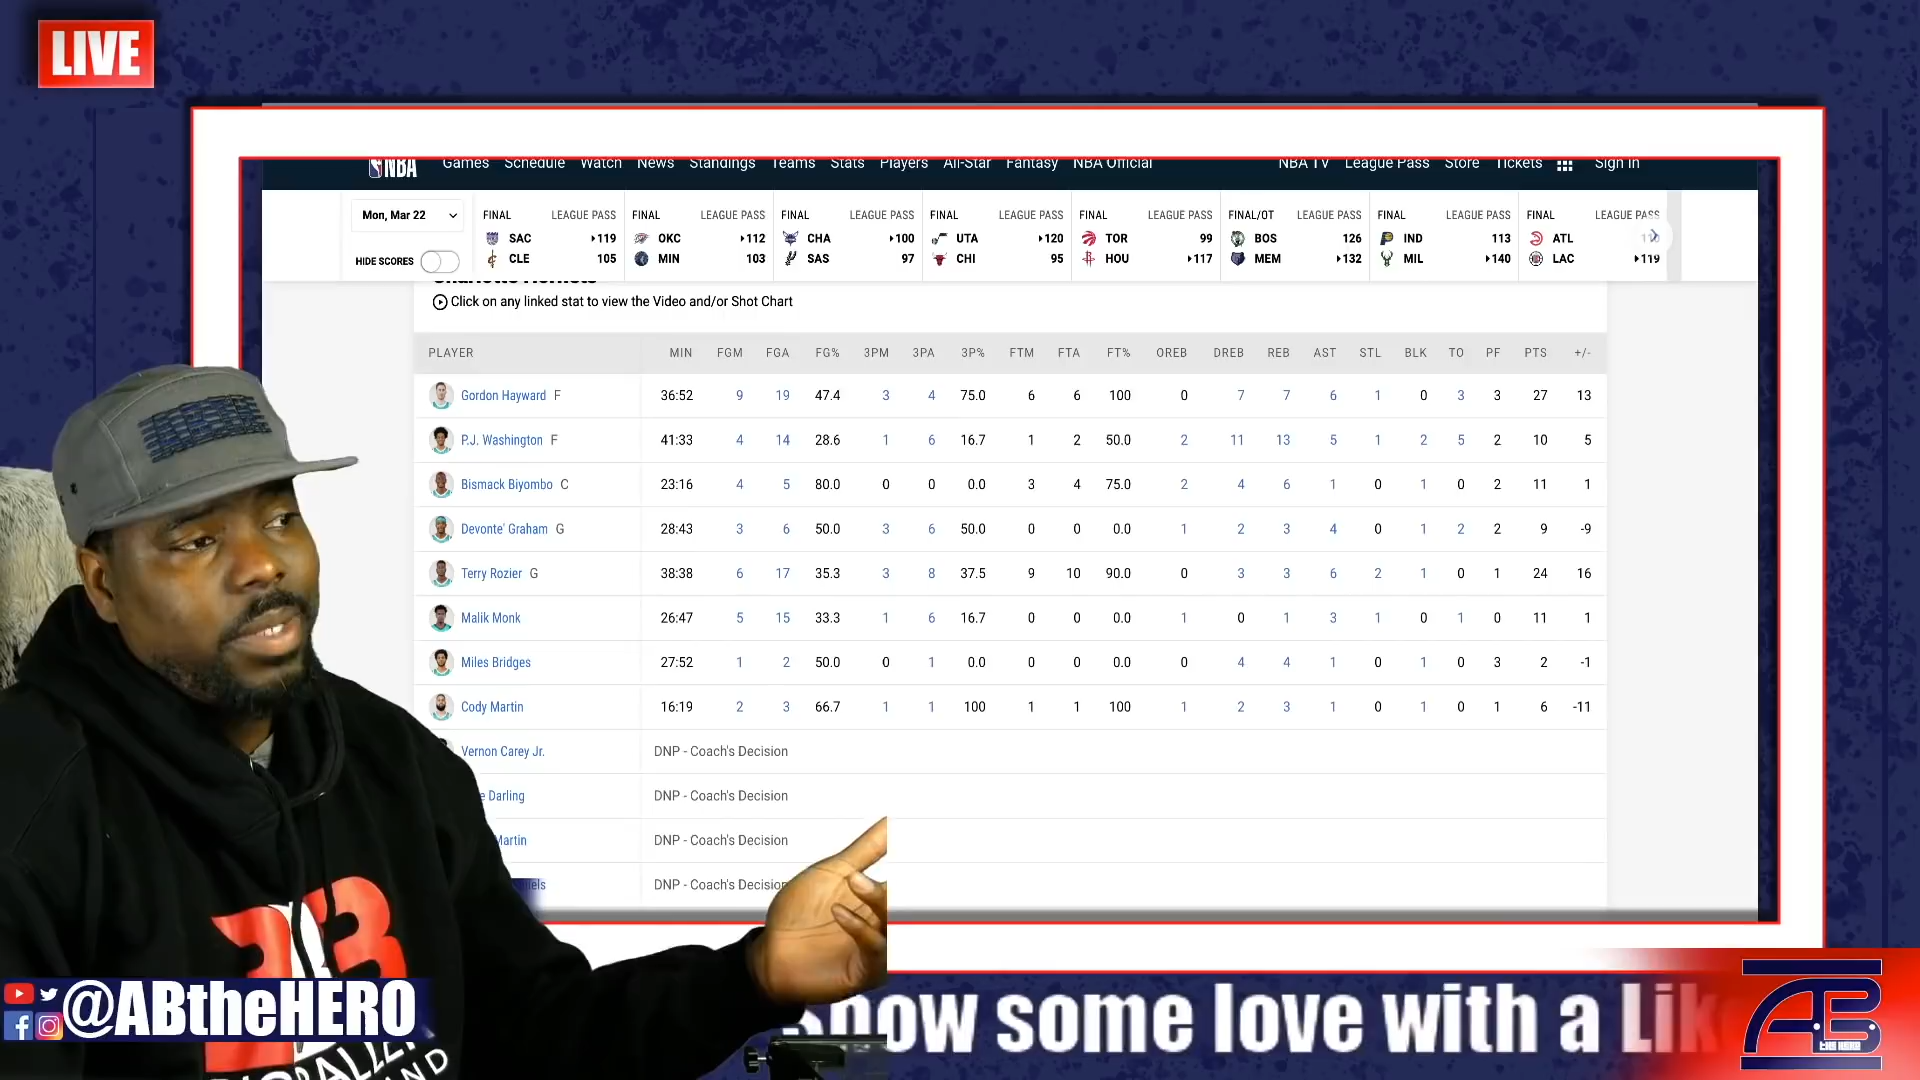 LIVE
NBA Games Schedule Watch News Standings Teams Stats Players All-Star Fantasy NBA Official NBA TV League Pass Store Tickets Sign In
Mon, Mar 22
HIDE SCORES
FINAL LEAGUE PASS
SAC 119
CLE 105
FINAL LEAGUE PASS
OKC 112
MIN 103
FINAL LEAGUE PASS
CHA 100
SAS 97
FINAL LEAGUE PASS
UTA 120
CHI 95
FINAL LEAGUE PASS
TOR 99
HOU 117
FINAL/OT LEAGUE PASS
BOS 126
MEM 132
FINAL LEAGUE PASS
IND 113
MIL 140
FINAL LEAGUE PASS
ATL
LAC 119
Charlotte Hornets
Click on any linked stat to view the Video and/or Shot Chart
PLAYER MIN FGM FGA FG% 3PM 3PA 3P% FTM FTA FT% OREB DREB REB AST STL BLK TO PF PTS +/-
Gordon Hayward F 36:52 9 19 47.4 3 4 75.0 6 6 100 0 7 7 6 1 0 3 3 27 13
P.J. Washington F 41:33 4 14 28.6 1 6 16.7 1 2 50.0 2 11 13 5 1 2 5 2 10 5
Bismack Biyombo C 23:16 4 5 80.0 0 0 0.0 3 4 75.0 2 4 6 1 0 1 0 2 11 1
Devonte' Graham G 28:43 3 6 50.0 3 6 50.0 0 0 0.0 1 2 3 4 0 1 2 2 9 -9
Terry Rozier G 38:38 6 17 35.3 3 8 37.5 9 10 90.0 0 3 3 6 2 1 0 1 24 16
Malik Monk 26:47 5 15 33.3 1 6 16.7 0 0 0.0 1 0 1 3 1 0 1 0 11 1
Miles Bridges 27:52 1 2 50.0 0 1 0.0 0 0 0.0 0 4 4 1 0 1 0 3 2 -1
Cody Martin 16:19 2 3 66.7 1 1 100 1 1 100 1 2 3 1 0 1 0 1 6 -11
Vernon Carey Jr. DNP - Coach's Decision
e Darling DNP - Coach's Decision
Martin DNP - Coach's Decision
DNP - Coach's Decision
@ABtheHERO
Show some love with a Lik
AB
THE HERO